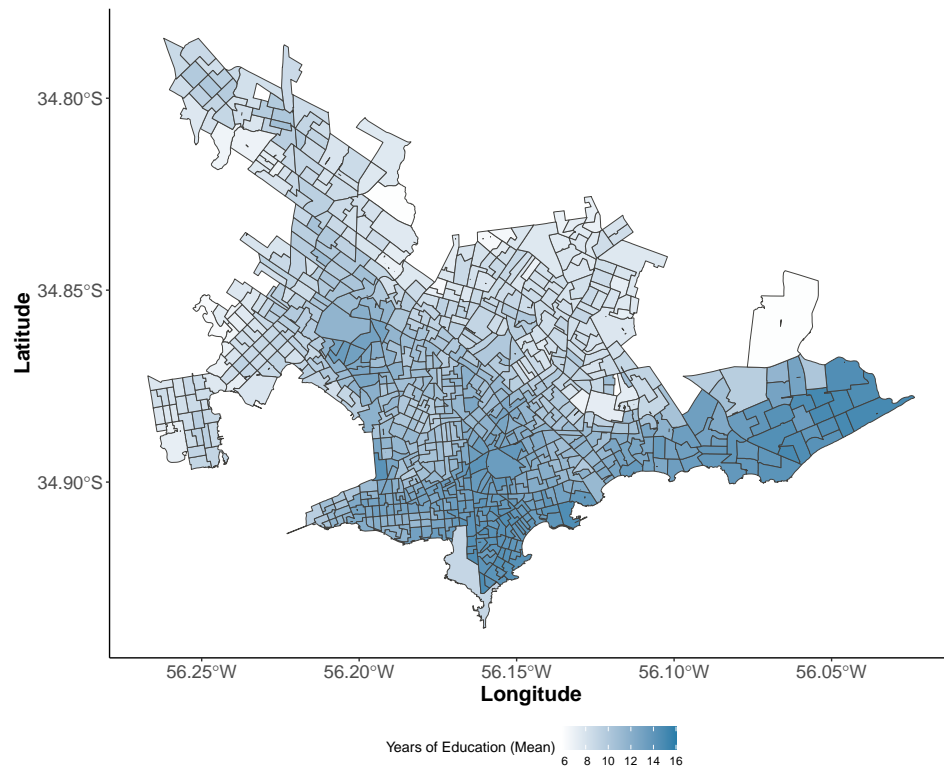 34.80°S
34.85°S
34.90°S
Latitude
56.25°W 56.20°W 56.15°W 56.10°W 56.05°W
Longitude
Years of Education (Mean)
6 8 10 12 14 16